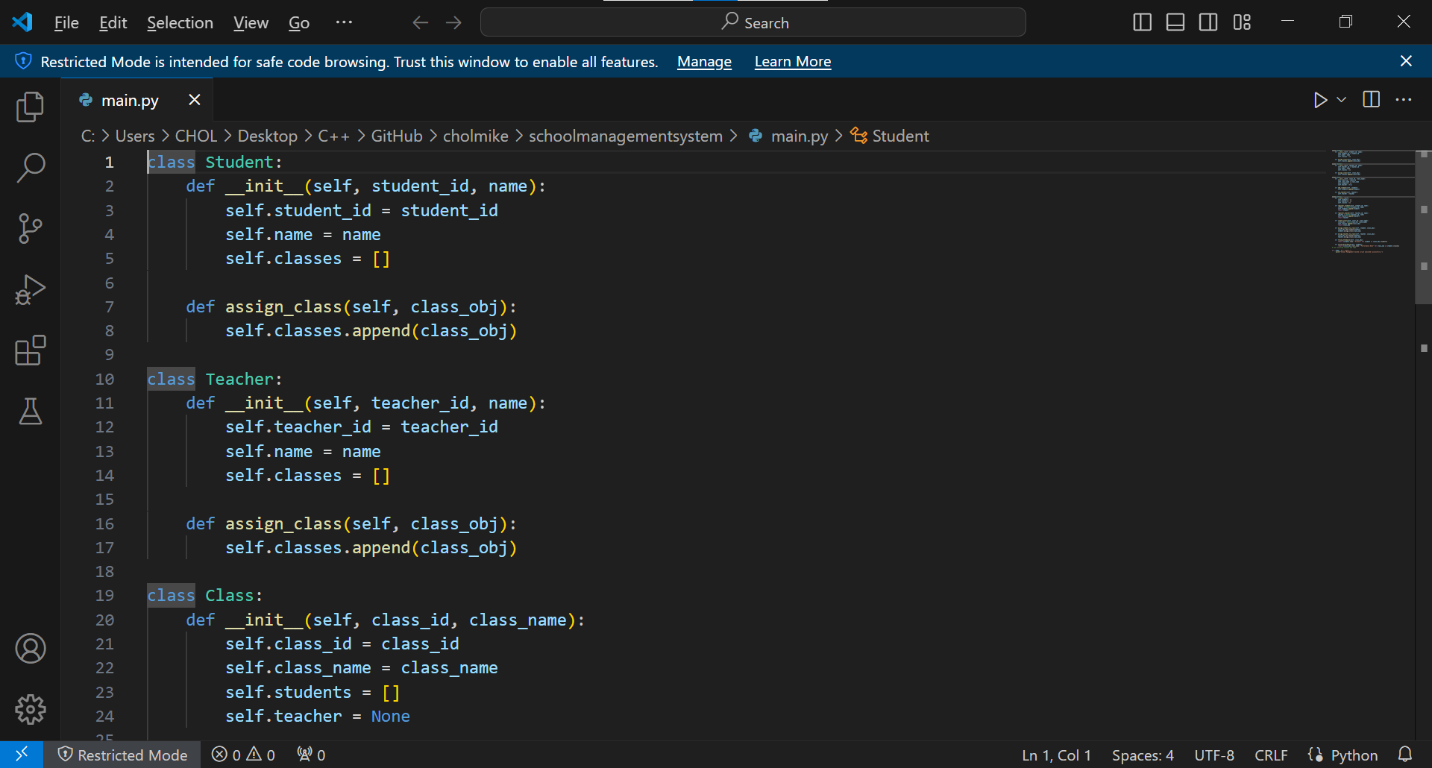 File Edit Selection View Go ··· Search
Restricted Mode is intended for safe code browsing. Trust this window to enable all features. Manage Learn More
main.py
C: > Users > CHOL > Desktop > C++ > GitHub > cholmike > schoolmanagementsystem > main.py > Student
1 class Student:
2 def __init__(self, student_id, name):
3 self.student_id = student_id
4 self.name = name
5 self.classes = []
6
7 def assign_class(self, class_obj):
8 self.classes.append(class_obj)
9
10 class Teacher:
11 def __init__(self, teacher_id, name):
12 self.teacher_id = teacher_id
13 self.name = name
14 self.classes = []
15
16 def assign_class(self, class_obj):
17 self.classes.append(class_obj)
18
19 class Class:
20 def __init__(self, class_id, class_name):
21 self.class_id = class_id
22 self.class_name = class_name
23 self.students = []
24 self.teacher = None
25
Restricted Mode 0 0 0 Ln 1, Col 1 Spaces: 4 UTF-8 CRLF Python